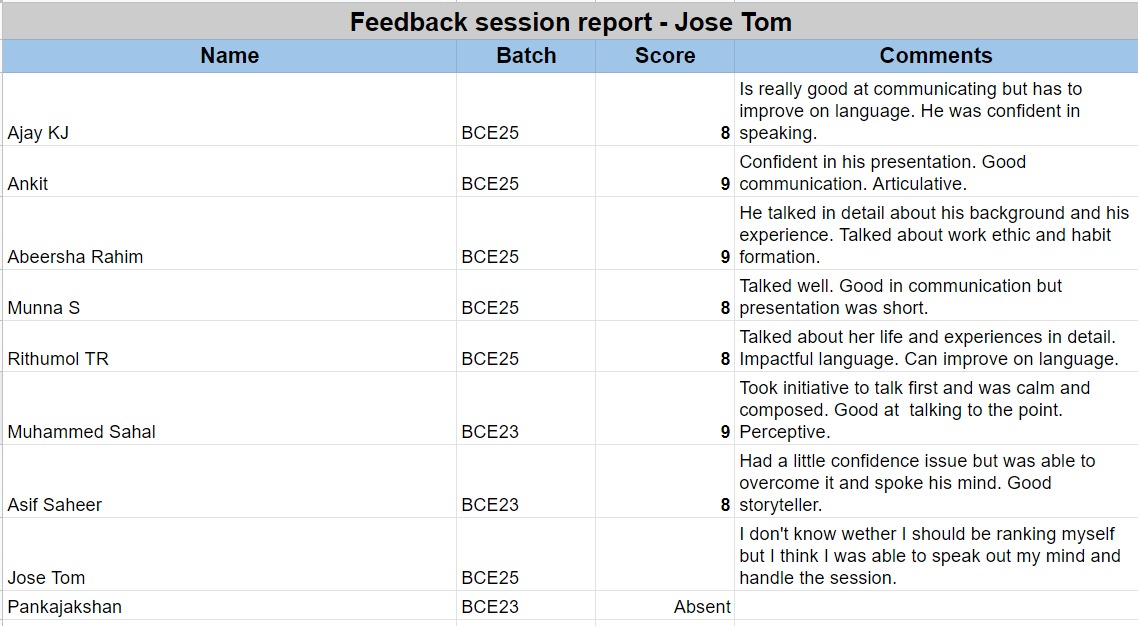 Feedback session report - Jose Tom
Name Batch Score Comments
Is really good at communicating but has to
improve on language. He was confident in
Ajay KJ BCE25 8 speaking.
Confident in his presentation. Good
Ankit BCE25 9 communication. Articulative.
He talked in detail about his background and his
experience. Talked about work ethic and habit
Abeersha Rahim BCE25 9 formation.
Talked well. Good in communication but
Munna S BCE25 8 presentation was short.
Talked about her life and experiences in detail.
Rithumol TR BCE25 8 Impactful language. Can improve on language.
Took initiative to talk first and was calm and
composed. Good at  talking to the point.
Muhammed Sahal BCE23 9 Perceptive.
Had a little confidence issue but was able to
overcome it and spoke his mind. Good
Asif Saheer BCE23 8 storyteller.
I don't know wether I should be ranking myself
but I think I was able to speak out my mind and
Jose Tom BCE25 handle the session.
Pankajakshan BCE23 Absent